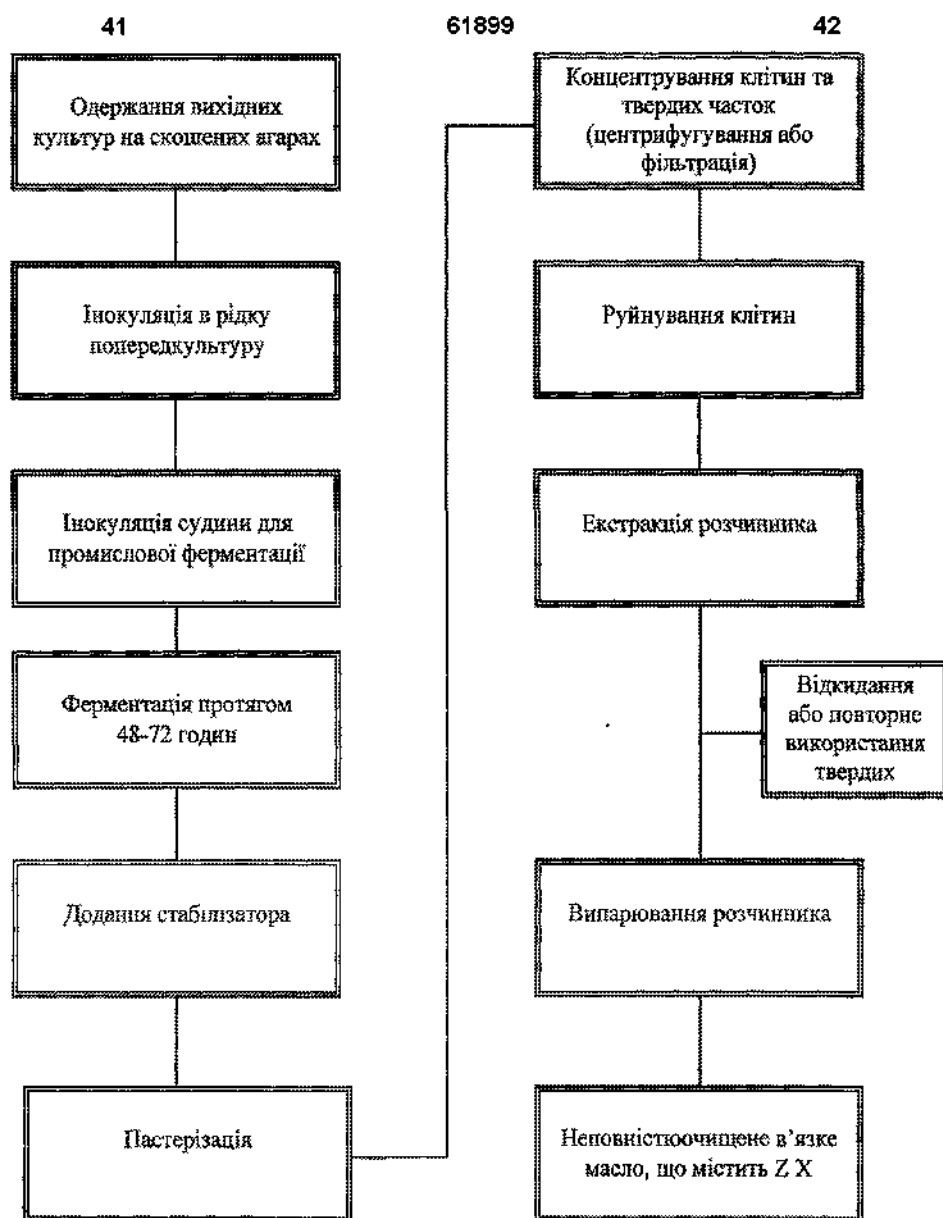 41
61899
42
Одержання вихідних
культур на скошених агарах
Інокуляція в рідку
попередкультуру
Інокуляція судини для
промислової ферментації
Ферментація протягом
48-72 годин
Додання стабілізатора
Пастерізація
Концентрування клітин та
твердих часток
(центрифугування або
фільтрація)
Руйнування клітин
Екстракція розчинника
Відкидання
або повторне
використання
твердих
Випарювання розчинника
Неповністюочищене в'язке
масло, що містить Z X